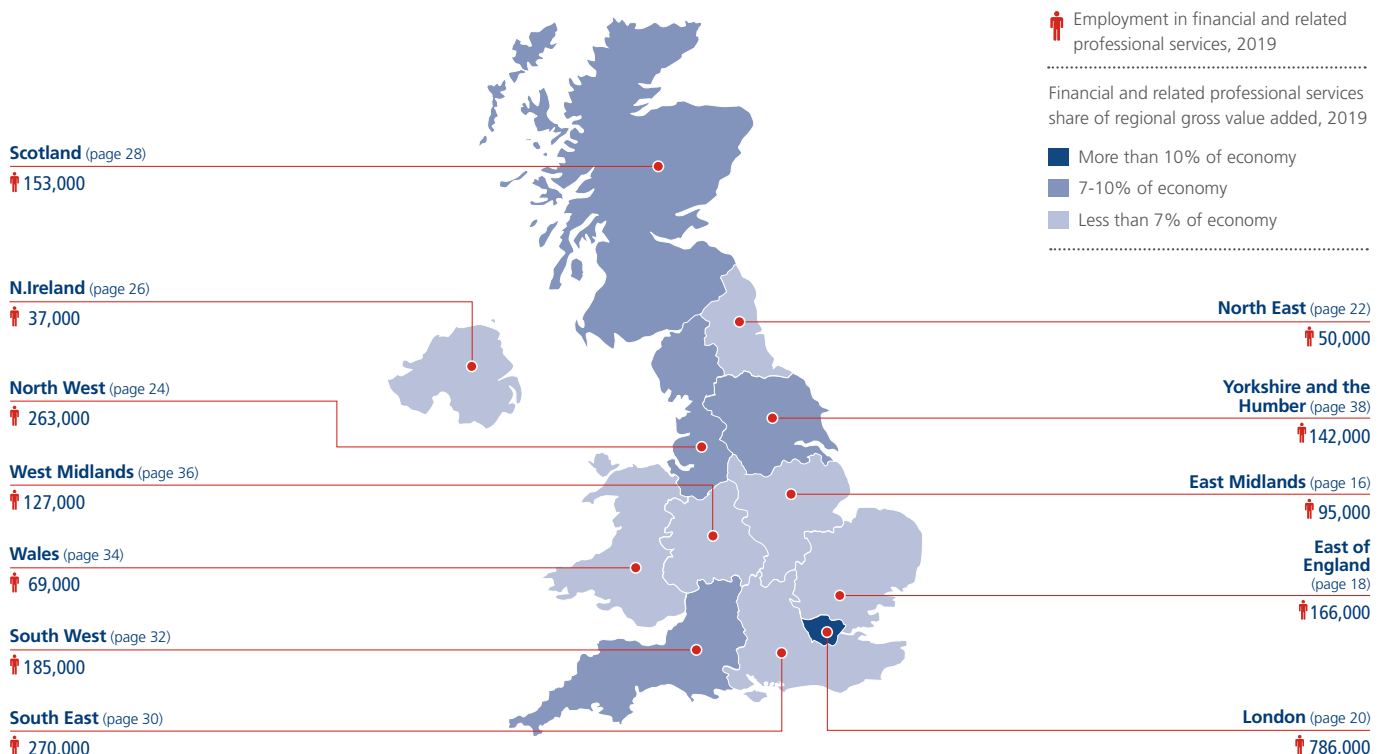 Employment in financial and related
professional services, 2019
Financial and related professional services
share of regional gross value added, 2019
More than 10% of economy
7-10% of economy
Less than 7% of economy
Scotland (page 28)
153,000
N.Ireland (page 26)
37,000
North West (page 24)
263,000
West Midlands (page 36)
127,000
Wales (page 34)
69,000
South West (page 32)
185,000
South East (page 30)
270,000
North East (page 22)
50,000
Yorkshire and the
Humber (page 38)
142,000
East Midlands (page 16)
95,000
East of
England
(page 18)
166,000
London (page 20)
786,000